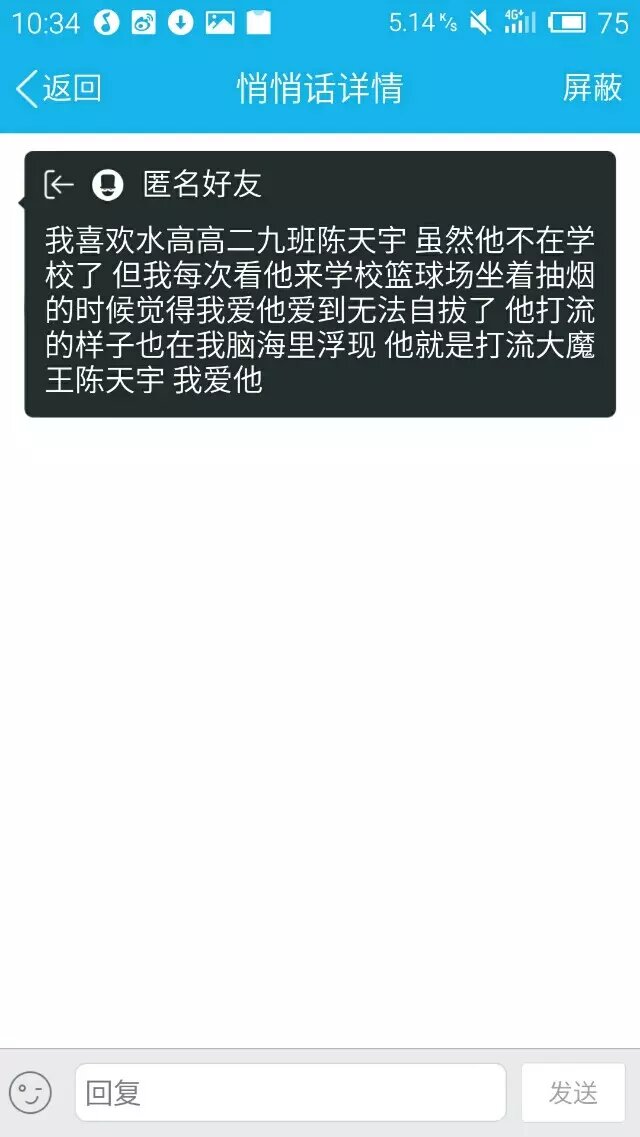 10:34 5.14 K/s 4G+ 75
返回 悄悄话详情 屏蔽
匿名好友
我喜欢水高高二九班陈天宇 虽然他不在学
校了 但我每次看他来学校篮球场坐着抽烟
的时候觉得我爱他爱到无法自拔了 他打流
的样子也在我脑海里浮现 他就是打流大魔
王陈天宇 我爱他
回复 发送